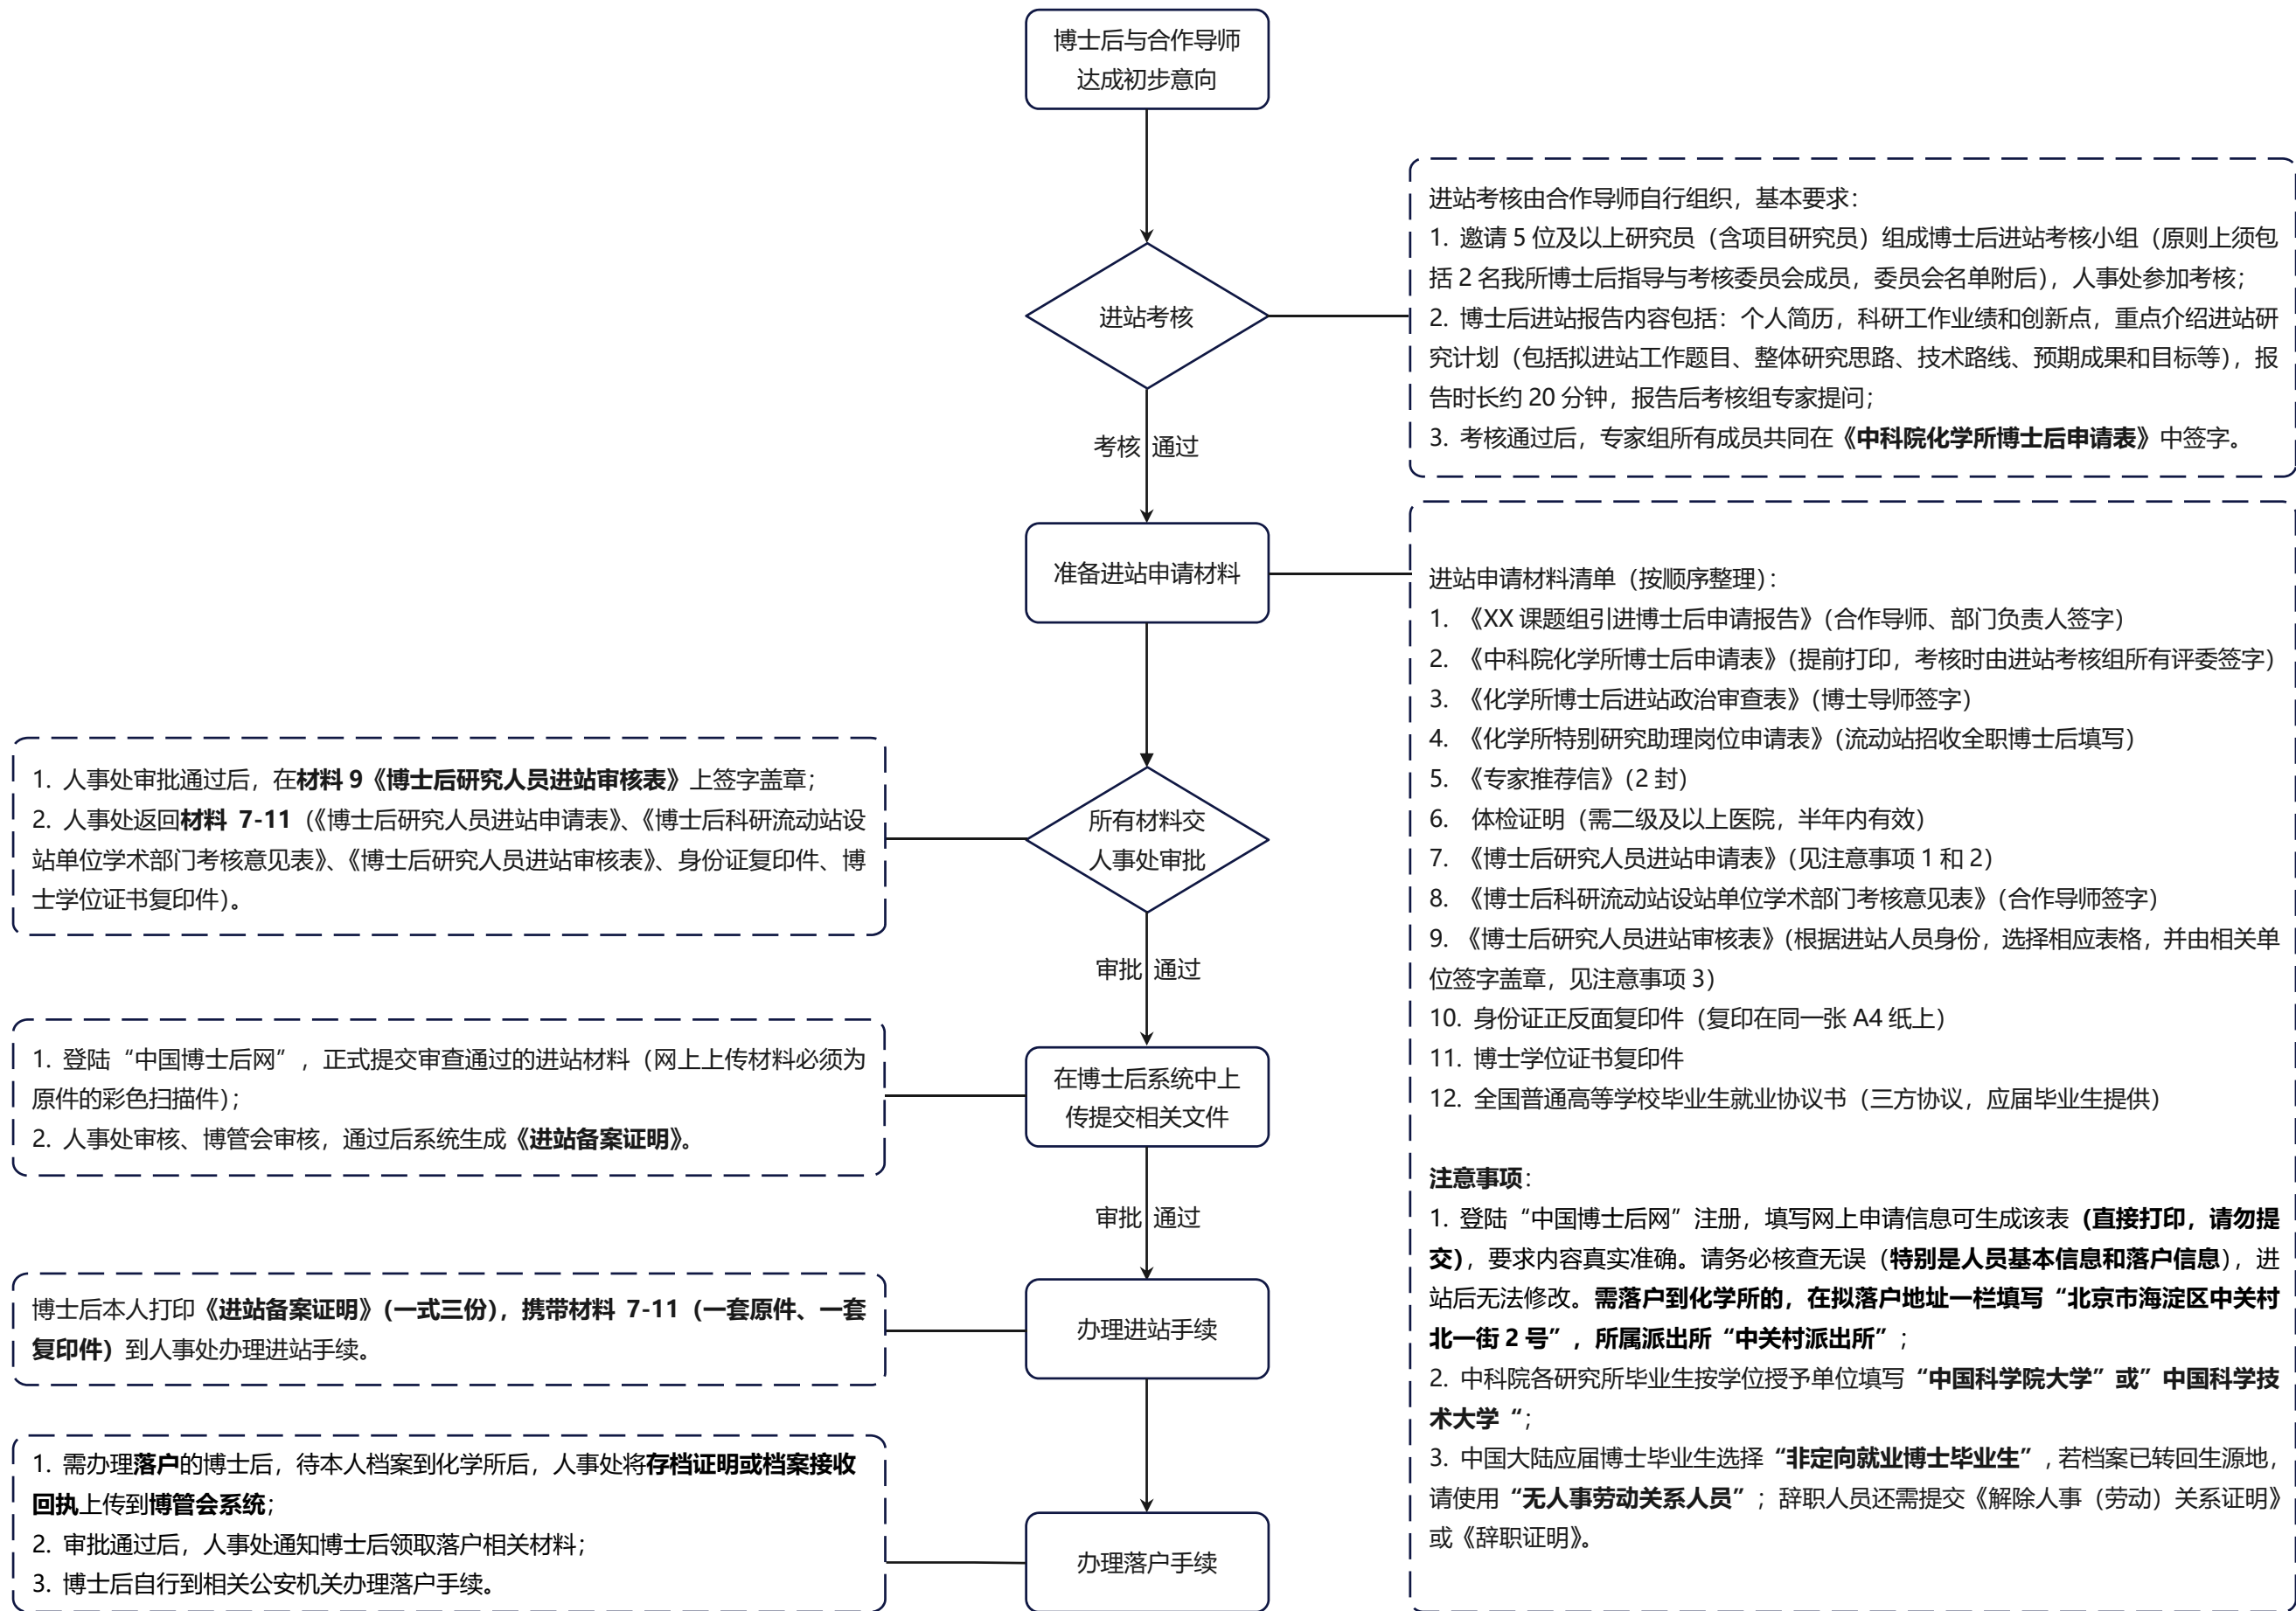 博士后与合作导师
达成初步意向
进站考核由合作导师自行组织，基本要求：
1. 邀请 5 位及以上研究员（含项目研究员）组成博士后进站考核小组（原则上须包
括 2 名我所博士后指导与考核委员会成员，委员会名单附后），人事处参加考核；
2. 博士后进站报告内容包括：个人简历，科研工作业绩和创新点，重点介绍进站研
究计划（包括拟进站工作题目、整体研究思路、技术路线、预期成果和目标等），报
告时长约 20 分钟，报告后考核组专家提问；
3. 考核通过后，专家组所有成员共同在《中科院化学所博士后申请表》中签字。
进站考核
考核 通过
准备进站申请材料
进站申请材料清单（按顺序整理）：
1. 《XX 课题组引进博士后申请报告》（合作导师、部门负责人签字）
2. 《中科院化学所博士后申请表》（提前打印，考核时由进站考核组所有评委签字）
3. 《化学所博士后进站政治审查表》（博士导师签字）
4. 《化学所特别研究助理岗位申请表》（流动站招收全职博士后填写）
5. 《专家推荐信》（2 封）
6. 体检证明（需二级及以上医院，半年内有效）
7. 《博士后研究人员进站申请表》（见注意事项 1 和 2）
8. 《博士后科研流动站设站单位学术部门考核意见表》（合作导师签字）
9. 《博士后研究人员进站审核表》（根据进站人员身份，选择相应表格，并由相关单
位签字盖章，见注意事项 3）
10. 身份证正反面复印件（复印在同一张 A4 纸上）
11. 博士学位证书复印件
12. 全国普通高等学校毕业生就业协议书（三方协议，应届毕业生提供）
注意事项：
1. 登陆“中国博士后网”注册，填写网上申请信息可生成该表（直接打印，请勿提
交），要求内容真实准确。请务必核查无误（特别是人员基本信息和落户信息），进
站后无法修改。需落户到化学所的，在拟落户地址一栏填写“北京市海淀区中关村
北一街 2 号”，所属派出所“中关村派出所”；
2. 中科院各研究所毕业生按学位授予单位填写“中国科学院大学”或”中国科学技
术大学“；
3. 中国大陆应届博士毕业生选择“非定向就业博士毕业生”，若档案已转回生源地，
请使用“无人事劳动关系人员”；辞职人员还需提交《解除人事（劳动）关系证明》
或《辞职证明》。
1. 人事处审批通过后，在材料 9《博士后研究人员进站审核表》上签字盖章；
2. 人事处返回材料 7-11（《博士后研究人员进站申请表》、《博士后科研流动站设
站单位学术部门考核意见表》、《博士后研究人员进站审核表》、身份证复印件、博
士学位证书复印件）。
所有材料交
人事处审批
审批 通过
1. 登陆“中国博士后网”，正式提交审查通过的进站材料（网上上传材料必须为
原件的彩色扫描件）；
2. 人事处审核、博管会审核，通过后系统生成《进站备案证明》。
在博士后系统中上
传提交相关文件
审批 通过
博士后本人打印《进站备案证明》（一式三份），携带材料 7-11（一套原件、一套
复印件）到人事处办理进站手续。
办理进站手续
1. 需办理落户的博士后，待本人档案到化学所后，人事处将存档证明或档案接收
回执上传到博管会系统；
2. 审批通过后，人事处通知博士后领取落户相关材料；
3. 博士后自行到相关公安机关办理落户手续。
办理落户手续